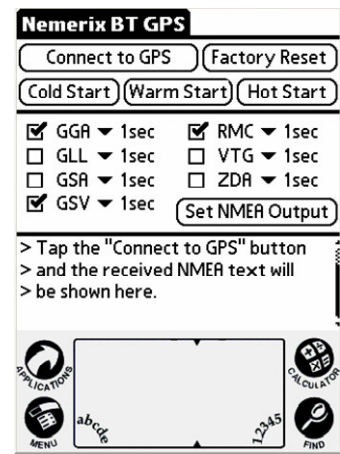 Nemerix BT GPS
Connect to GPS Factory Reset
Cold Start Warm Start Hot Start
GGA 1sec RMC 1sec
GLL 1sec VTG 1sec
GSA 1sec ZDA 1sec
GSV 1sec Set NMEA Output
> Tap the "Connect to GPS" button
> and the received NMEA text will
> be shown here.
APPLICATIONS CALCULATOR
abcde 12345
MENU FIND